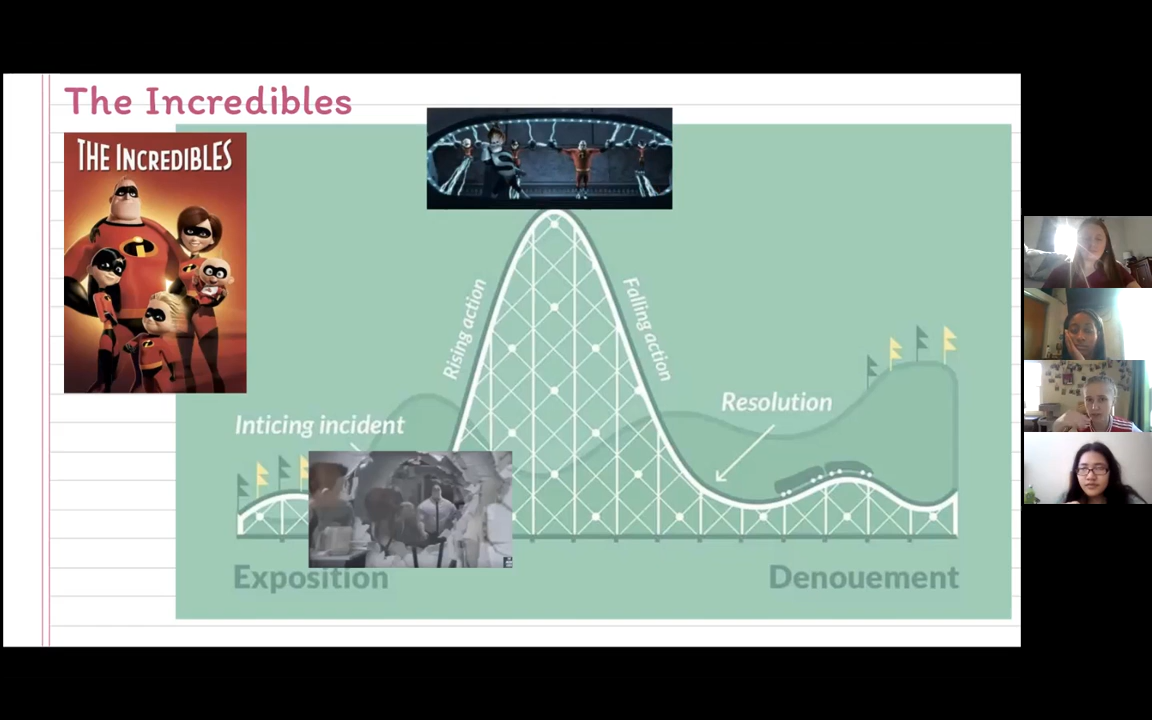 The Incredibles
THE INCREDIBLES
Rising action
Falling action
Inticing incident
Resolution
Exposition
Denouement